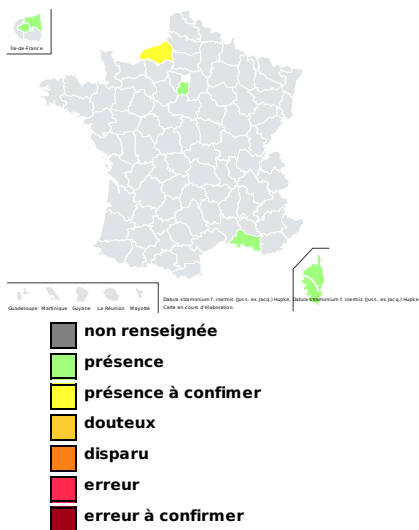 Île-de-France
Guadeloupe Martinique Guyane La Réunion Mayotte
Datura stramonium f. inermis (Juss. ex Jacq.) Hupke, Datura stramonium f. inermis (Juss. ex Jacq.) Hupke
Carte en cours d'élaboration.
non renseignée
présence
présence à confimer
douteux
disparu
erreur
erreur à confirmer